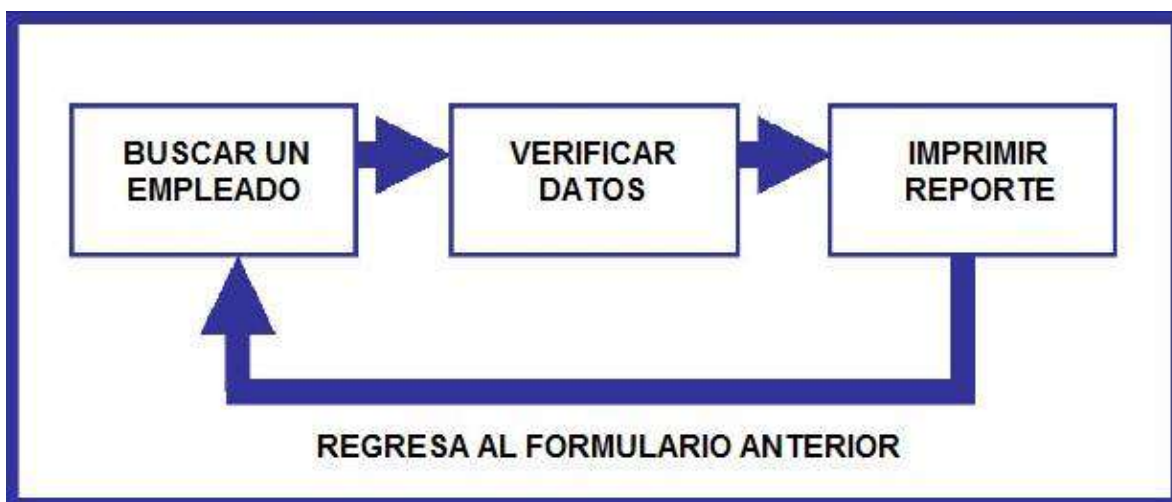 BUSCAR UN
EMPLEADO
VERIFICAR
DATOS
IMPRIMIR
REPORTE
REGRESA AL FORMULARIO ANTERIOR